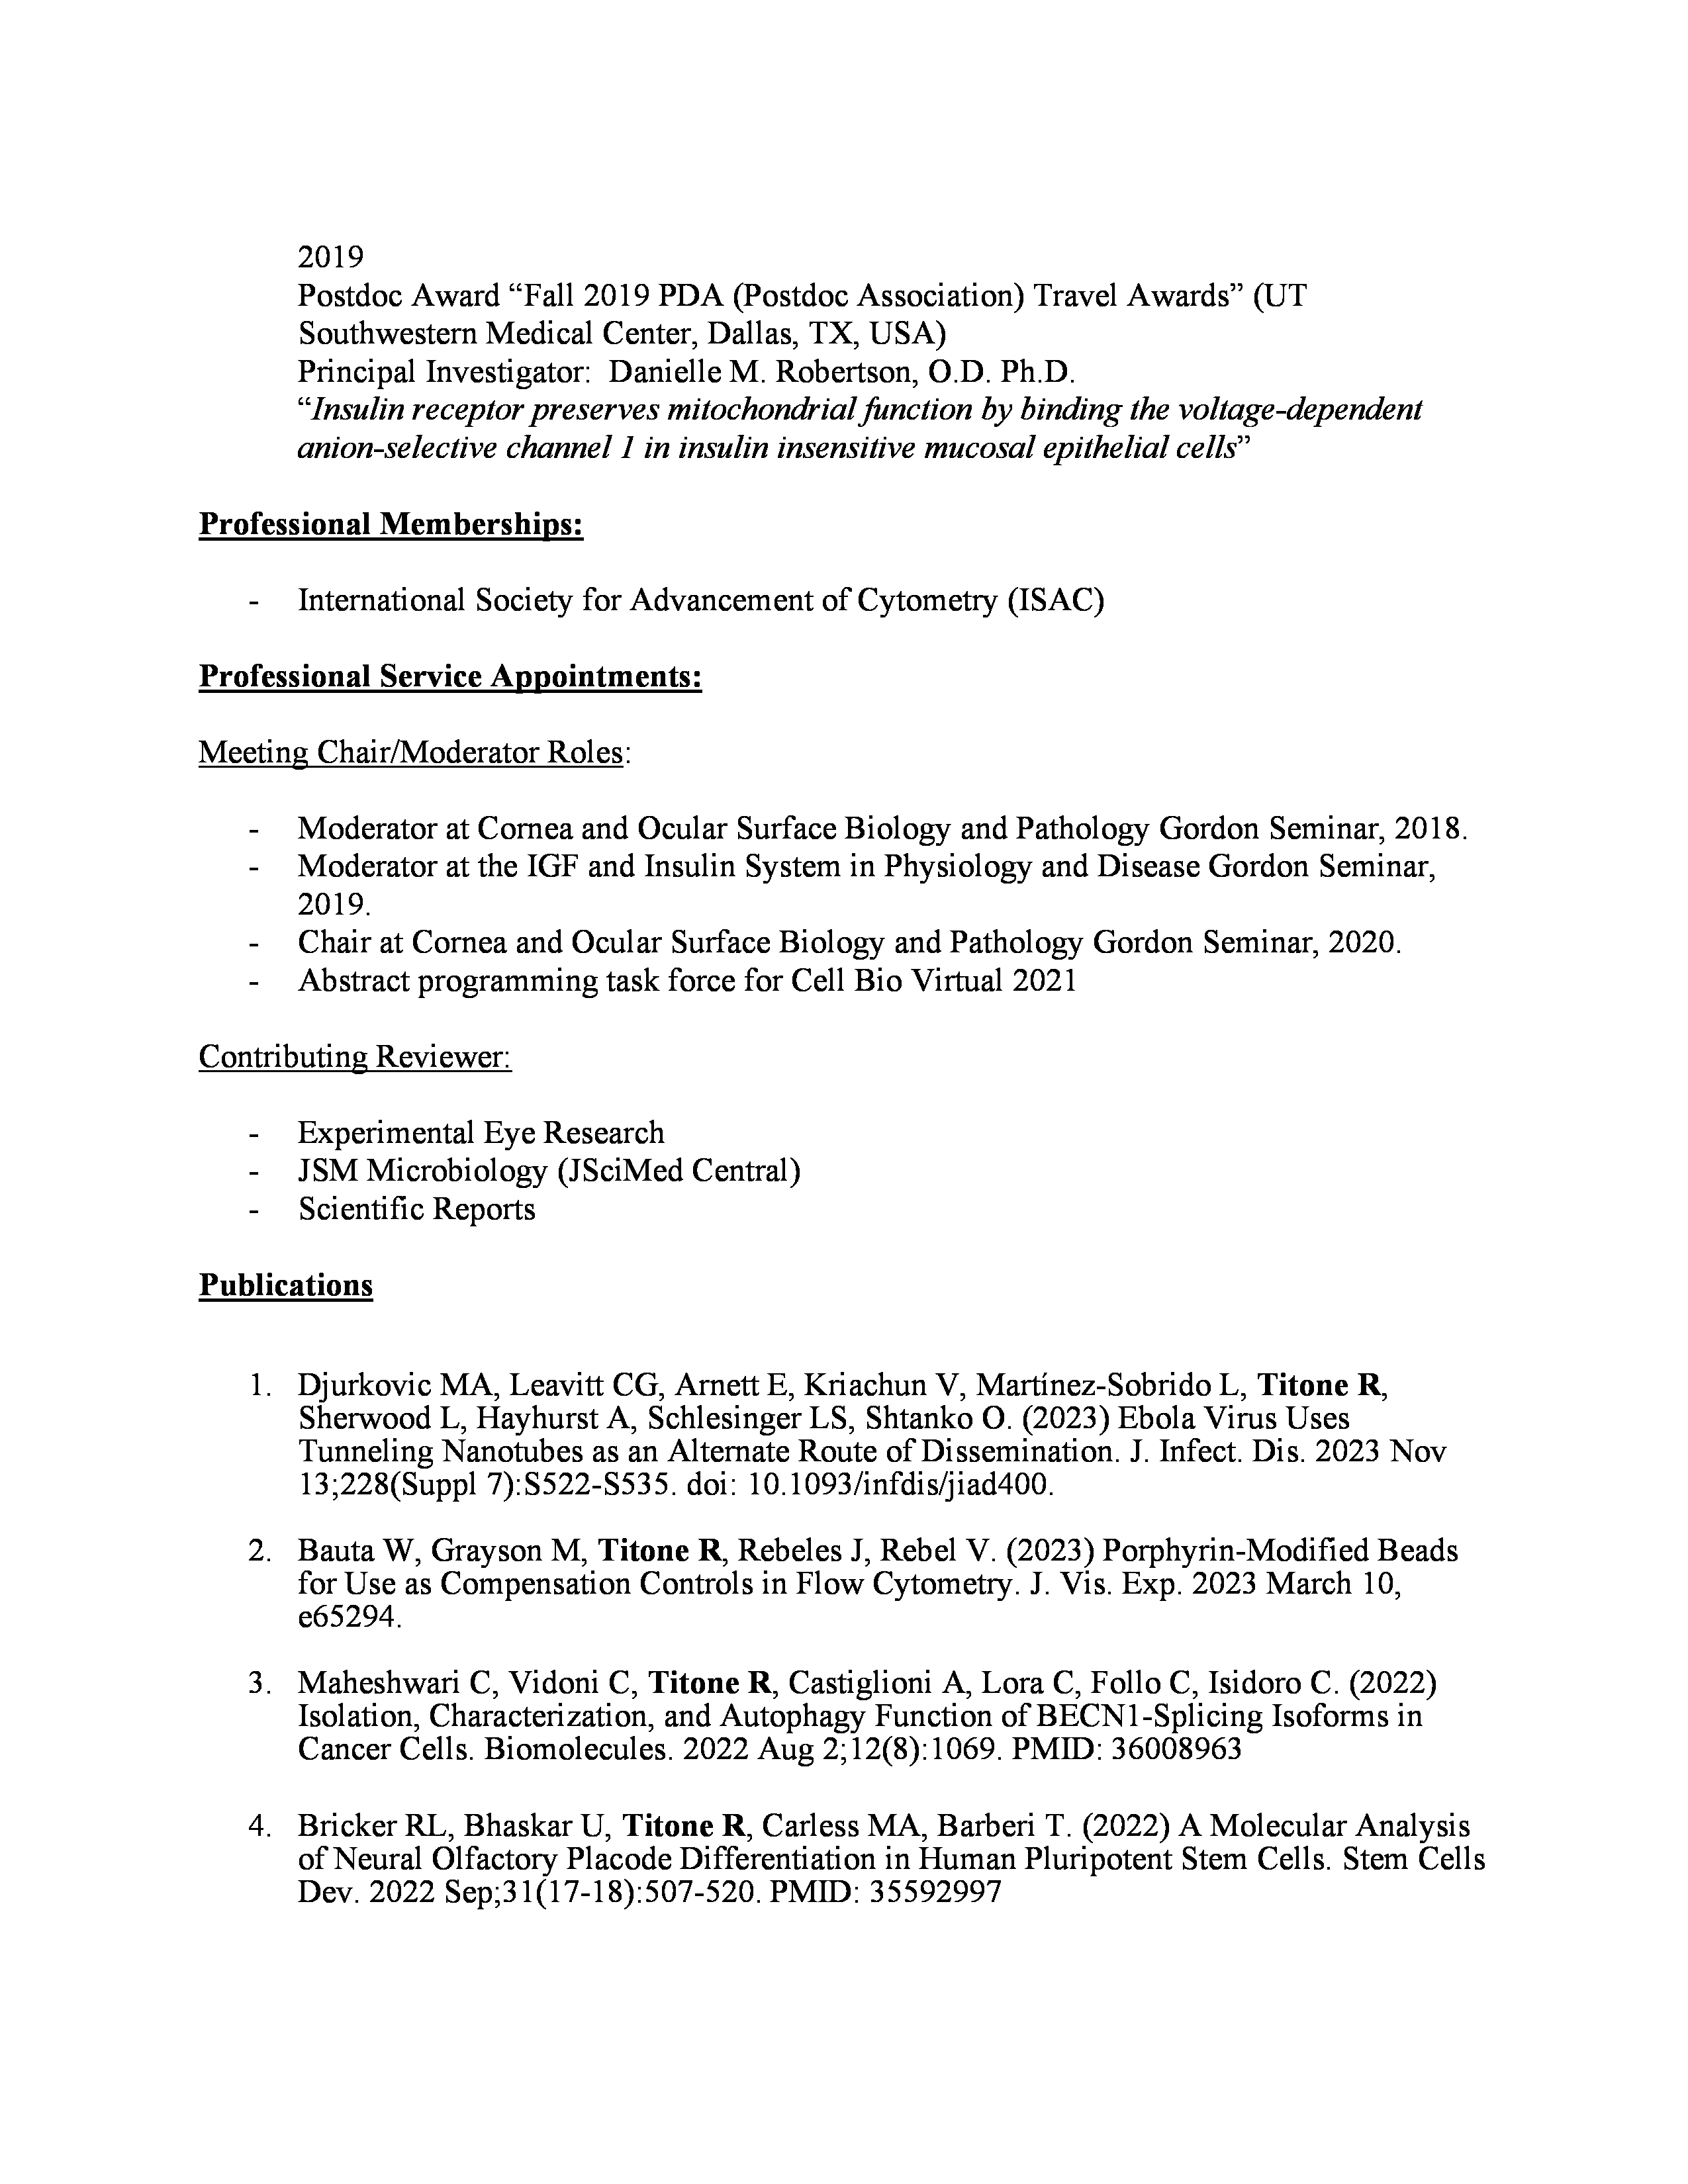 2019
Postdoc Award “Fall 2019 PDA (Postdoc Association) Travel Awards” (UT
Southwestern Medical Center, Dallas, TX, USA)
Principal Investigator:  Danielle M. Robertson, O.D. Ph.D.
“Insulin receptor preserves mitochondrial function by binding the voltage-dependent
anion-selective channel 1 in insulin insensitive mucosal epithelial cells”
Professional Memberships:
- International Society for Advancement of Cytometry (ISAC)
Professional Service Appointments:
Meeting Chair/Moderator Roles:
- Moderator at Cornea and Ocular Surface Biology and Pathology Gordon Seminar, 2018.
- Moderator at the IGF and Insulin System in Physiology and Disease Gordon Seminar,
2019.
- Chair at Cornea and Ocular Surface Biology and Pathology Gordon Seminar, 2020.
- Abstract programming task force for Cell Bio Virtual 2021
Contributing Reviewer:
- Experimental Eye Research
- JSM Microbiology (JSciMed Central)
- Scientific Reports
Publications
1. Djurkovic MA, Leavitt CG, Arnett E, Kriachun V, Martínez-Sobrido L, Titone R,
Sherwood L, Hayhurst A, Schlesinger LS, Shtanko O. (2023) Ebola Virus Uses
Tunneling Nanotubes as an Alternate Route of Dissemination. J. Infect. Dis. 2023 Nov
13;228(Suppl 7):S522-S535. doi: 10.1093/infdis/jiad400.
2. Bauta W, Grayson M, Titone R, Rebeles J, Rebel V. (2023) Porphyrin-Modified Beads
for Use as Compensation Controls in Flow Cytometry. J. Vis. Exp. 2023 March 10,
e65294.
3. Maheshwari C, Vidoni C, Titone R, Castiglioni A, Lora C, Follo C, Isidoro C. (2022)
Isolation, Characterization, and Autophagy Function of BECN1-Splicing Isoforms in
Cancer Cells. Biomolecules. 2022 Aug 2;12(8):1069. PMID: 36008963
4. Bricker RL, Bhaskar U, Titone R, Carless MA, Barberi T. (2022) A Molecular Analysis
of Neural Olfactory Placode Differentiation in Human Pluripotent Stem Cells. Stem Cells
Dev. 2022 Sep;31(17-18):507-520. PMID: 35592997